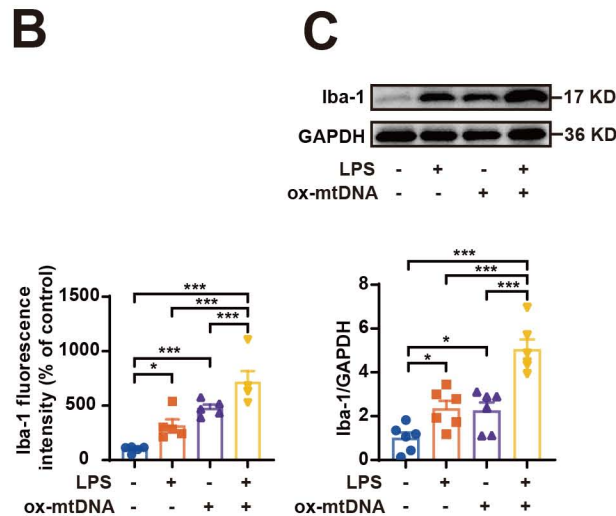 B
C
Iba-1
17 KD
GAPDH
36 KD
LPS - + - +
ox-mtDNA - - + +
Iba-1 fluorescence
intensity (% of control)
1500
1000
500
0
***
***
***
***
*
LPS - + - +
ox-mtDNA - - + +
Iba-1/GAPDH
8
6
4
2
0
***
***
***
*
*
LPS - + - +
ox-mtDNA - - + +